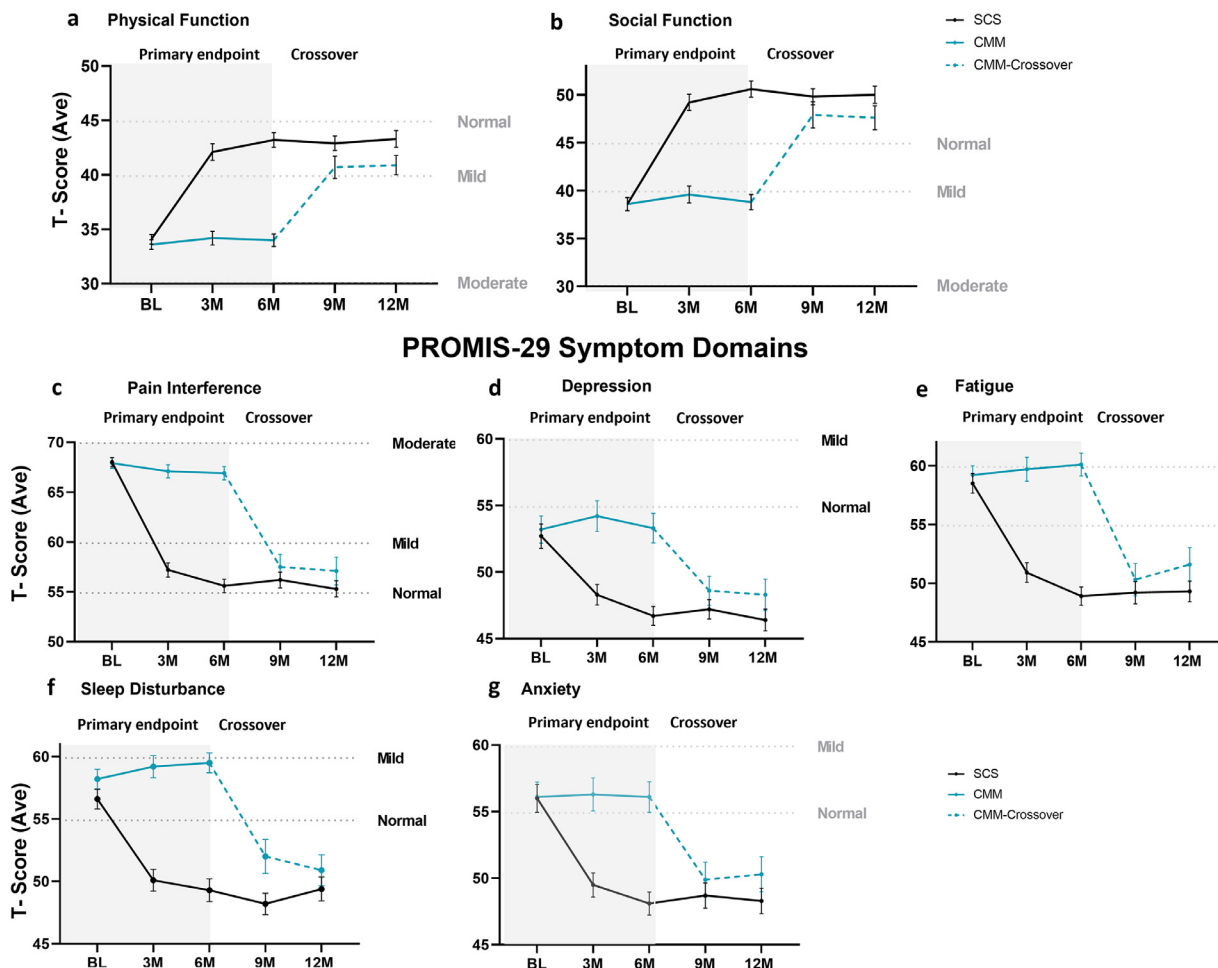 a Physical Function
Primary endpoint Crossover
T- Score (Ave)
50
45
40
35
30
Normal
Mild
Moderate
BL 3M 6M 9M 12M
b Social Function
Primary endpoint Crossover
50
45
40
35
30
Normal
Mild
Moderate
BL 3M 6M 9M 12M
SCS
CMM
CMM-Crossover
PROMIS-29 Symptom Domains
c Pain Interference
Primary endpoint Crossover
T- Score (Ave)
70
65
60
55
50
Moderate
Mild
Normal
BL 3M 6M 9M 12M
d Depression
Primary endpoint Crossover
60
55
50
45
Mild
Normal
BL 3M 6M 9M 12M
e Fatigue
Primary endpoint Crossover
60
55
50
45
BL 3M 6M 9M 12M
f Sleep Disturbance
Primary endpoint Crossover
T- Score (Ave)
60
55
50
45
Mild
Normal
BL 3M 6M 9M 12M
g Anxiety
Primary endpoint Crossover
60
55
50
45
Mild
Normal
BL 3M 6M 9M 12M
SCS
CMM
CMM-Crossover